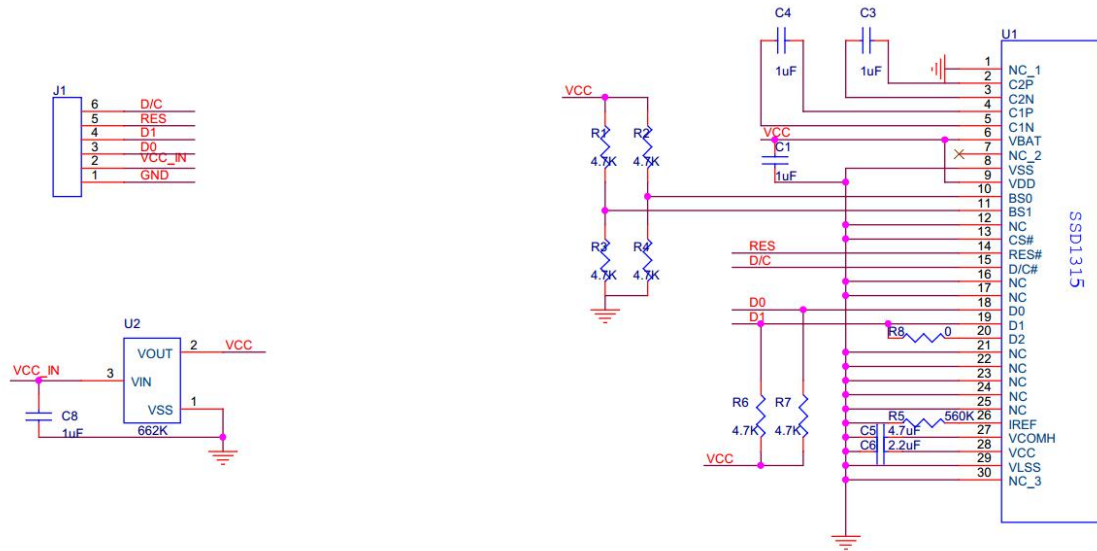 J1
6 D/C
5 RES
4 D1
3 D0
2 VCC_IN
1 GND
U2
VOUT 2 VCC
VCC_IN 3 VIN
VSS 1
C8
1uF
662K
C4
1uF
C3
1uF
VCC
R1
4.7K
R2
4.7K
R3
4.7K
R4
4.7K
VCC
C1
1uF
RES
D/C
D0
D1
R8 0
R6
4.7K
R7
4.7K
VCC
R5 560K
C5 4.7uF
C6 2.2uF
U1
1 NC_1
2 C2P
3 C2N
4 C1P
5 C1N
6 VBAT
7 NC_2
8 VSS
9 VDD
10 BS0
11 BS1
12 NC
13 CS#
14 RES#
15 D/C#
16 NC
17 NC
18 D0
19 D1
20 D2
21 NC
22 NC
23 NC
24 NC
25 NC
26 IREF
27 VCOMH
28 VCC
29 VLSS
30 NC_3
SSD1315